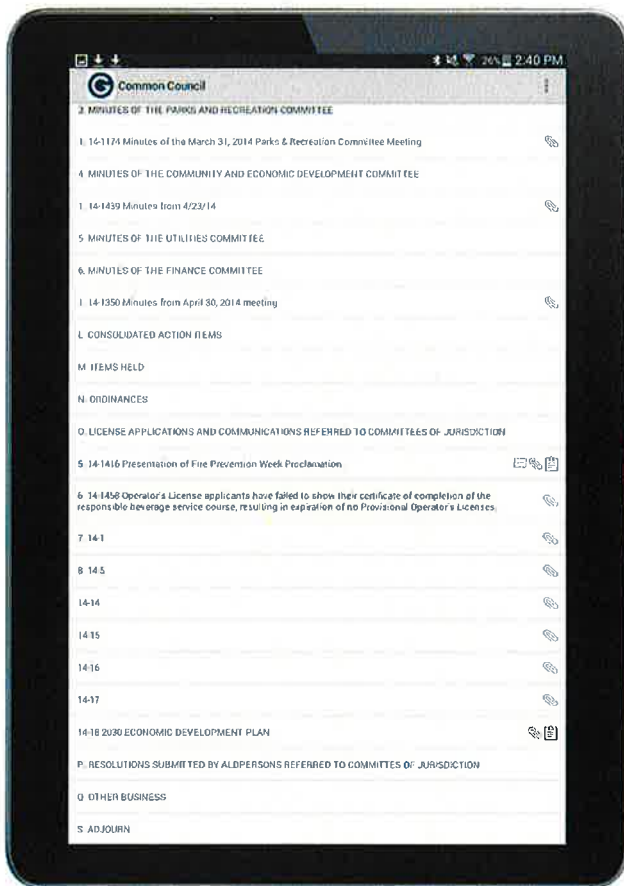 26% 2:40 PM
Common Council
3. MINUTES OF THE PARKS AND RECREATION COMMITTEE
1. 14-1174 Minutes of the March 31, 2014 Parks & Recreation Committee Meeting
4. MINUTES OF THE COMMUNITY AND ECONOMIC DEVELOPMENT COMMITTEE
1. 14-1439 Minutes from 4/23/14
5. MINUTES OF THE UTILITIES COMMITTEE
6. MINUTES OF THE FINANCE COMMITTEE
1. 14-1350 Minutes from April 30, 2014 meeting
L. CONSOLIDATED ACTION ITEMS
M. ITEMS HELD
N. ORDINANCES
O. LICENSE APPLICATIONS AND COMMUNICATIONS REFERRED TO COMMITTEES OF JURISDICTION
5. 14-1416 Presentation of Fire Prevention Week Proclamation
6. 14-1458 Operator's License applicants have failed to show their certificate of completion of the
responsible beverage service course, resulting in expiration of no Provisional Operator's Licenses.
7. 14-1
8. 14-5
14-14
14-15
14-16
14-17
14-18 2030 ECONOMIC DEVELOPMENT PLAN
P. RESOLUTIONS SUBMITTED BY ALDPERSONS REFERRED TO COMMITTES OF JURISDICTION
Q. OTHER BUSINESS
S. ADJOURN